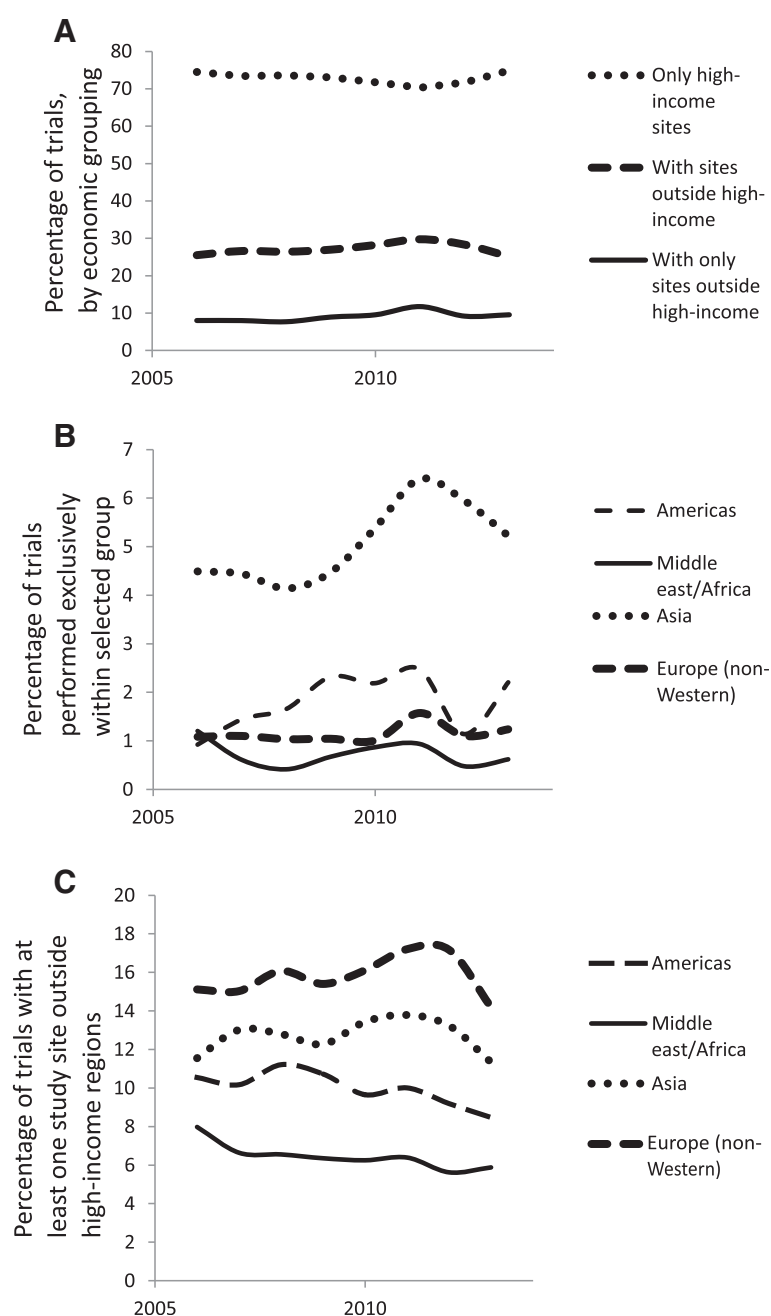 A
Percentage of trials,
by economic grouping
80
70
60
50
40
30
20
10
0
2005
2010
Only high-
income
sites
With sites
outside high-
income
With only
sites outside
high-income
B
Percentage of trials
performed exclusively
within selected group
7
6
5
4
3
2
1
0
2005
2010
Americas
Middle
east/Africa
Asia
Europe (non-
Western)
C
Percentage of trials with at
least one study site outside
high-income regions
20
18
16
14
12
10
8
6
4
2
0
2005
2010
Americas
Middle
east/Africa
Asia
Europe (non-
Western)